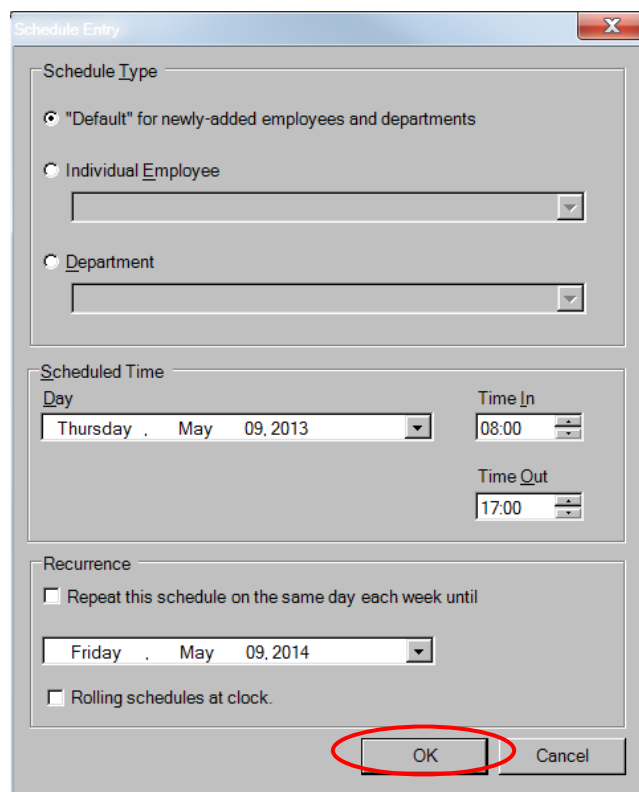 Schedule Entry
Schedule Type
"Default" for newly-added employees and departments
Individual Employee
Department
Scheduled Time
Day
Time In
Thursday , May 09, 2013
08:00
Time Out
17:00
Recurrence
Repeat this schedule on the same day each week until
Friday , May 09, 2014
Rolling schedules at clock.
OK Cancel